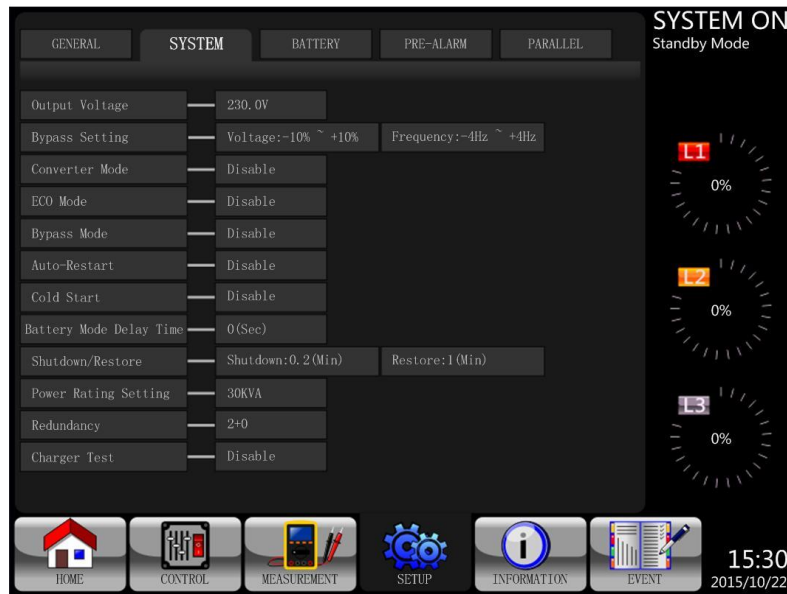 GENERAL SYSTEM BATTERY PRE-ALARM PARALLEL
SYSTEM ON
Standby Mode
Output Voltage 230.0V
Bypass Setting Voltage:-10% ~ +10% Frequency:-4Hz ~ +4Hz
Converter Mode Disable
ECO Mode Disable
Bypass Mode Disable
Auto-Restart Disable
Cold Start Disable
Battery Mode Delay Time 0(Sec)
Shutdown/Restore Shutdown:0.2(Min) Restore:1(Min)
Power Rating Setting 30KVA
Redundancy 2+0
Charger Test Disable
L1
0%
L2
0%
L3
0%
HOME CONTROL MEASUREMENT SETUP INFORMATION EVENT
15:30
2015/10/22